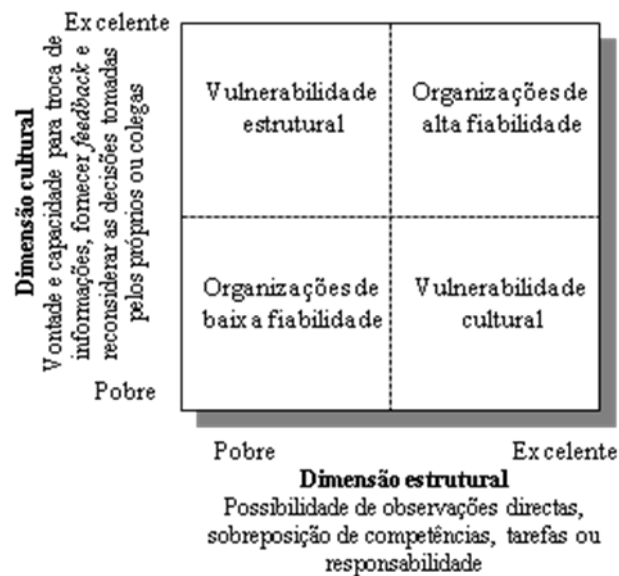 Excelente
Dimensão cultural
Vontade e capacidade para troca de
informações, fornecer feedback e
reconsiderar as decisões tomadas
pelos próprios ou colegas
Pobre
Vulnerabilidade
estrutural
Organizações de
alta fiabilidade
Organizações de
baixa fiabilidade
Vulnerabilidade
cultural
Pobre
Excelente
Dimensão estrutural
Possibilidade de observações directas,
sobreposição de competências, tarefas ou
responsabilidade